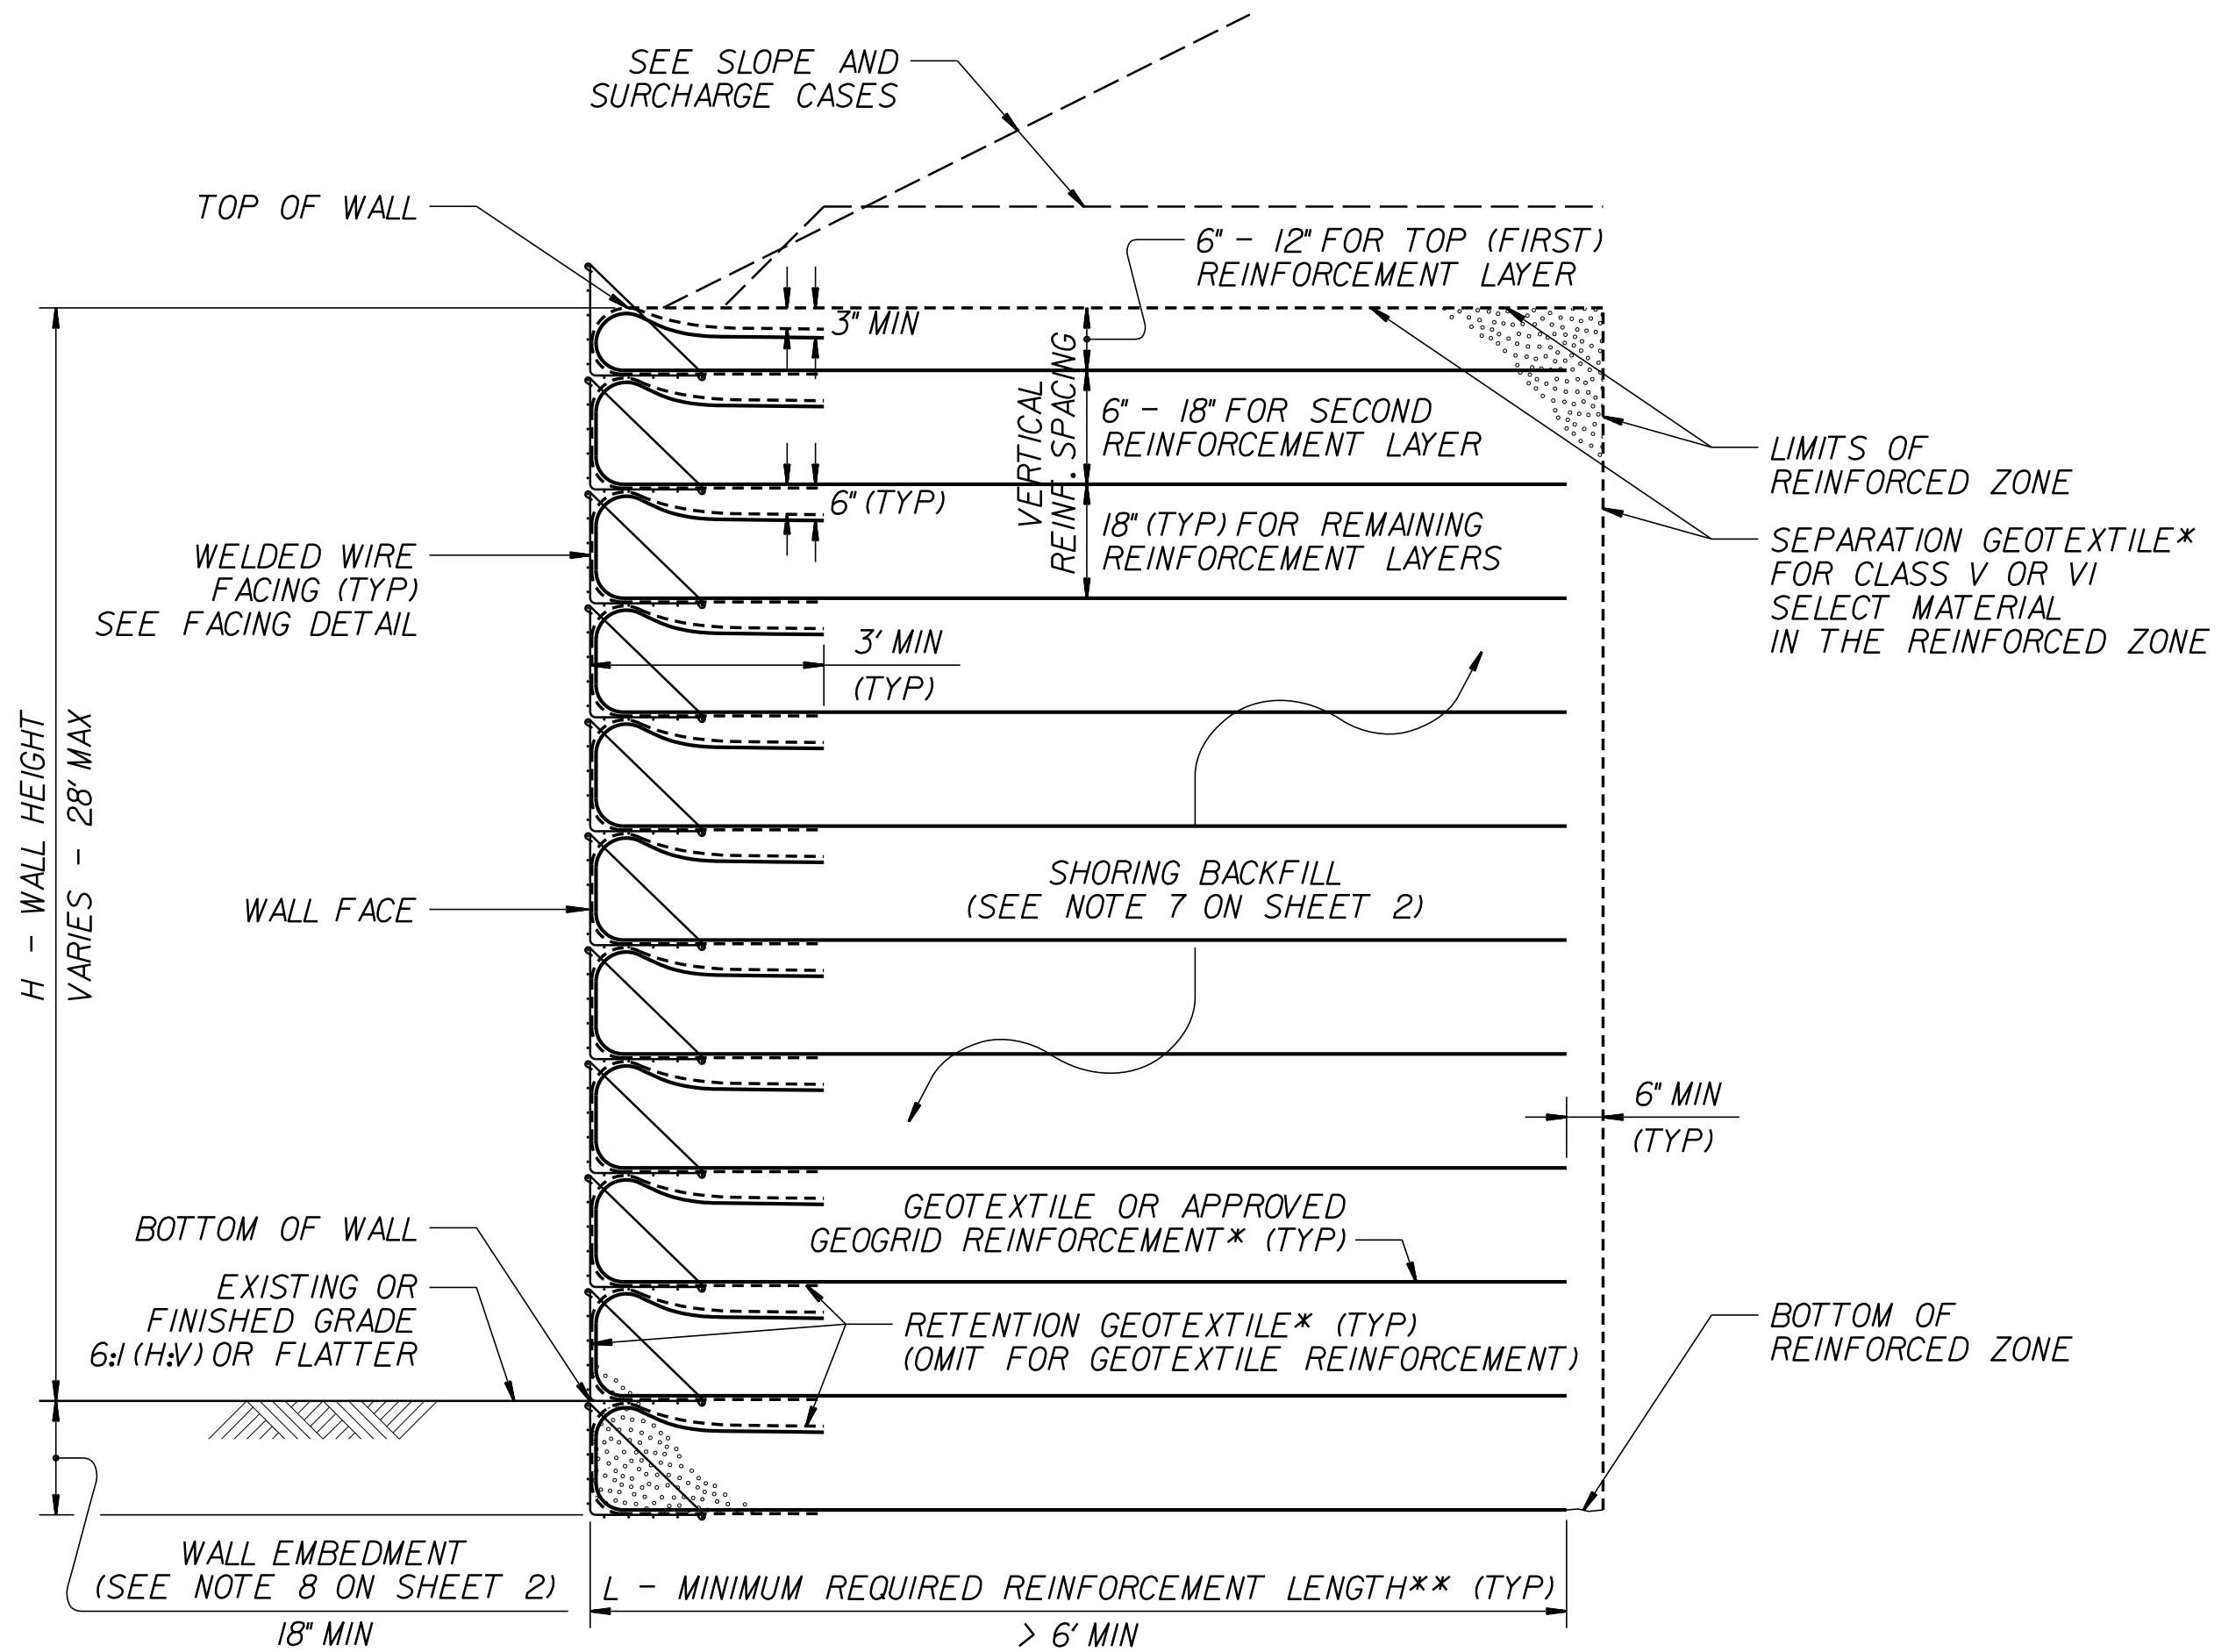 SEE SLOPE AND
SURCHARGE CASES
TOP OF WALL
6" - 12" FOR TOP (FIRST)
REINFORCEMENT LAYER
3" MIN
VERTICAL
REINF. SPACING
6" - 18" FOR SECOND
REINFORCEMENT LAYER
LIMITS OF
REINFORCED ZONE
6" (TYP)
18" (TYP) FOR REMAINING
REINFORCEMENT LAYERS
SEPARATION GEOTEXTILE*
FOR CLASS V OR VI
SELECT MATERIAL
IN THE REINFORCED ZONE
WELDED WIRE
FACING (TYP)
SEE FACING DETAIL
3' MIN
(TYP)
H - WALL HEIGHT
VARIES - 28' MAX
WALL FACE
SHORING BACKFILL
(SEE NOTE 7 ON SHEET 2)
6" MIN
(TYP)
BOTTOM OF WALL
GEOTEXTILE OR APPROVED
GEOGRID REINFORCEMENT* (TYP)
EXISTING OR
FINISHED GRADE
6:1 (H:V) OR FLATTER
RETENTION GEOTEXTILE* (TYP)
(OMIT FOR GEOTEXTILE REINFORCEMENT)
BOTTOM OF
REINFORCED ZONE
WALL EMBEDMENT
(SEE NOTE 8 ON SHEET 2)
18" MIN
L - MINIMUM REQUIRED REINFORCEMENT LENGTH** (TYP)
> 6' MIN